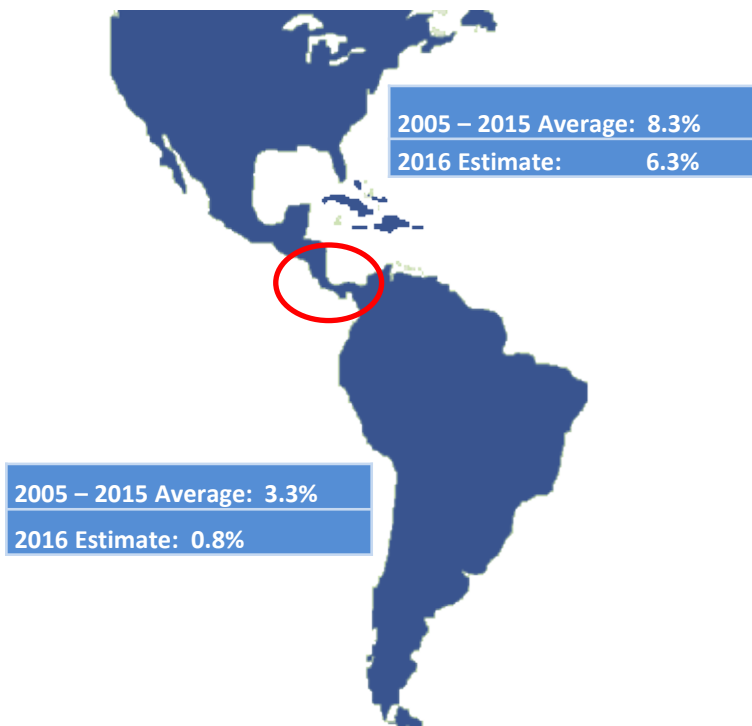 2005 – 2015 Average: 8.3%
2016 Estimate: 6.3%
2005 – 2015 Average: 3.3%
2016 Estimate: 0.8%